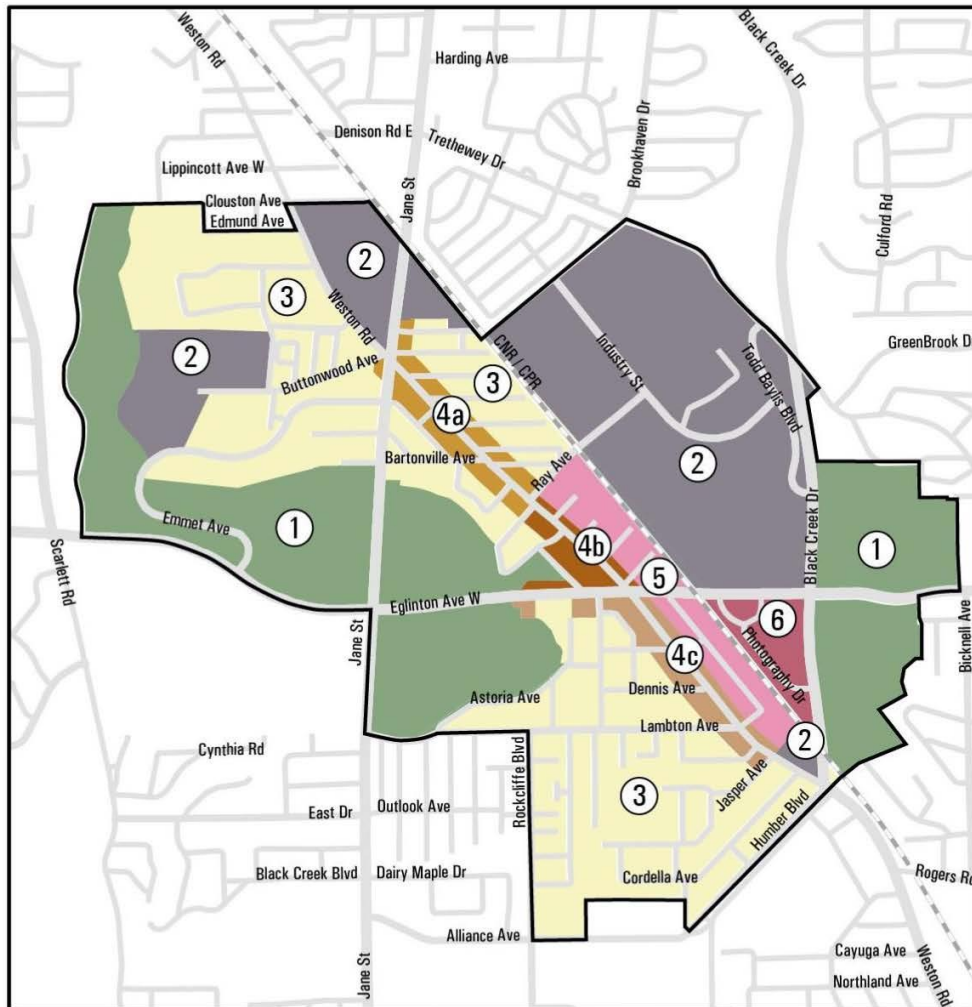 Weston Rd
Black Creek Dr
Harding Ave
Denison Rd E
Trethewey Dr
Brookhaven Dr
Lippincott Ave W
Jane St
Clouston Ave
Edmund Ave
Culford Rd
2
3
Weston Rd
2
CNR / CPR
Industry St
Todd Baylis Blvd
GreenBrook D
Buttonwood Ave
3
4a
Bartonville Ave
Ray Ave
2
Black Creek Dr
Emmet Ave
1
4b
1
Scarlett Rd
5
Eglinton Ave W
6
Bicknell Ave
Jane St
Photography Dr
4c
Astoria Ave
Dennis Ave
Lambton Ave
2
Cynthia Rd
Rockcliffe Blvd
Jasper Ave
3
Humber Blvd
East Dr
Outlook Ave
Black Creek Blvd
Dairy Maple Dr
Cordella Ave
Rogers Rd
Alliance Ave
Jane St
Cayuga Ave
Weston Rd
Northland Ave